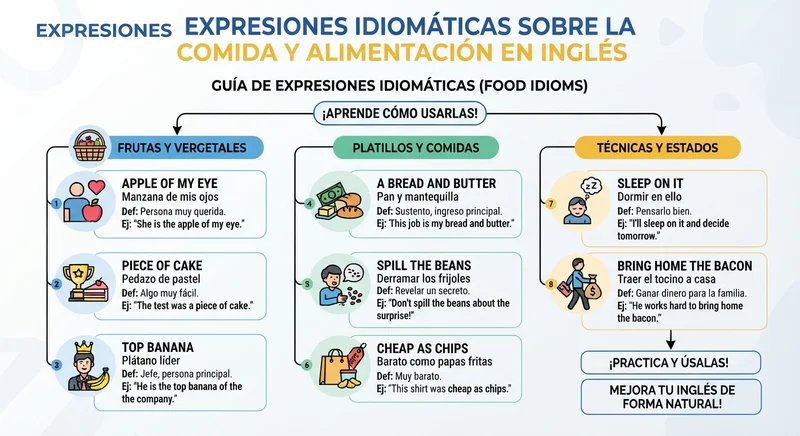 EXPRESIONES
EXPRESIONES IDIOMÁTICAS SOBRE LA
COMIDA Y ALIMENTACIÓN EN INGLÉS
GUÍA DE EXPRESIONES IDIOMÁTICAS (FOOD IDIOMS)
¡APRENDE CÓMO USARLAS!
FRUTAS Y VERGETALES
1
APPLE OF MY EYE
Manzana de mis ojos
Def: Persona muy querida.
Ej: "She is the apple of my eye."
2
PIECE OF CAKE
Pedazo de pastel
Def: Algo muy fácil.
Ej: "The test was a piece of cake."
3
TOP BANANA
Plátano líder
Def: Jefe, persona principal.
Ej: "He is the top banana of the
the company."
PLATILLOS Y COMIDAS
4
A BREAD AND BUTTER
Pan y mantequilla
Def: Sustento, ingreso principal.
Ej: "This job is my bread and butter."
5
SPILL THE BEANS
Derramar los frijoles
Def: Revelar un secreto.
Ej: "Don't spill the beans about the
surprise!"
6
CHEAP AS CHIPS
Barato como papas fritas
Def: Muy barato.
Ej: "This shirt was cheap as chips."
TÉCNICAS Y ESTADOS
7
zZZ
SLEEP ON IT
Dormir en ello
Def: Pensarlo bien.
Ej: "I'll sleep on it and decide
tomorrow."
8
BRING HOME THE BACON
Traer el tocino a casa
Def: Ganar dinero para la familia.
Ej: "He works hard to bring home
the bacon."
¡PRACTICA Y ÚSALAS!
MEJORA TU INGLÉS DE
FORMA NATURAL!